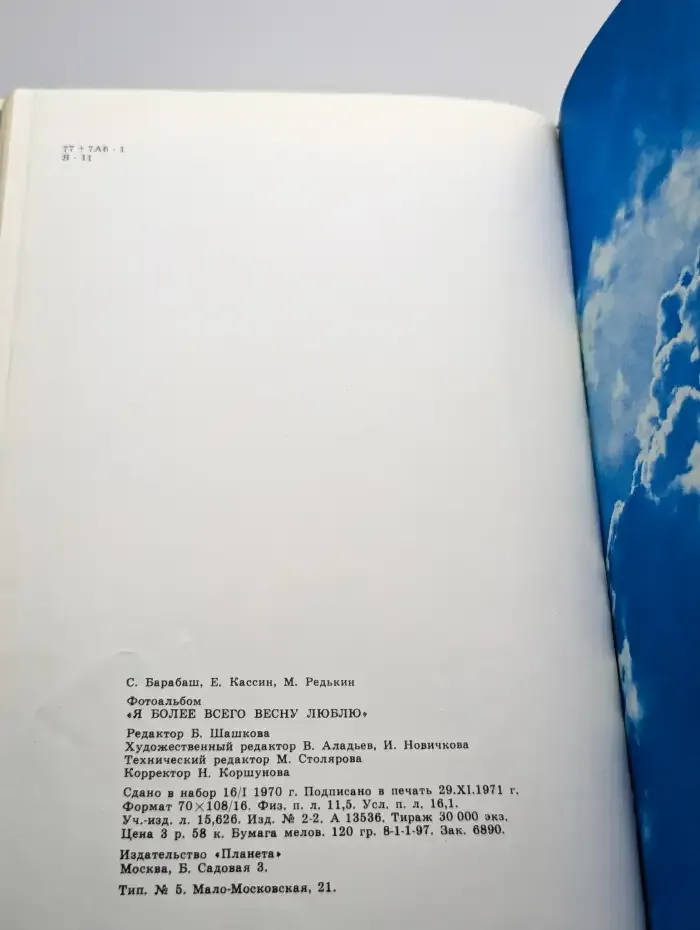 77 + 7А6 - 1
Я - 11
С. Барабаш, Е. Кассин, М. Редькин
Фотоальбом
«Я БОЛЕЕ ВСЕГО ВЕСНУ ЛЮБЛЮ»
Редактор Б. Шашкова
Художественный редактор В. Аладьев, И. Новичкова
Технический редактор М. Столярова
Корректор Н. Коршунова
Сдано в набор 16/I 1970 г. Подписано в печать 29.XI.1971 г.
Формат 70×108/16. Физ. п. л. 11,5. Усл. п. л. 16,1.
Уч.-изд. л. 15,626. Изд. № 2-2. А 13536. Тираж 30 000 экз.
Цена 3 р. 58 к. Бумага мелов. 120 гр. 8-1-1-97. Зак. 6890.
Издательство «Планета»
Москва, Б. Садовая 3.
Тип. № 5. Мало-Московская, 21.